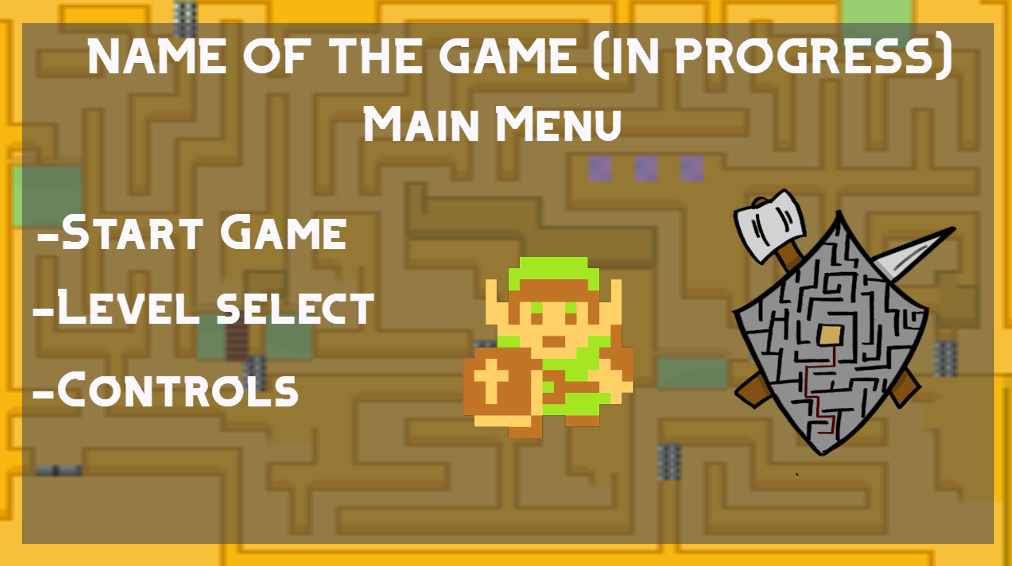 NAME OF THE GAME (IN PROGRESS)
MAIN MENU
-START GAME
-LEVEL SELECT
-CONTROLS